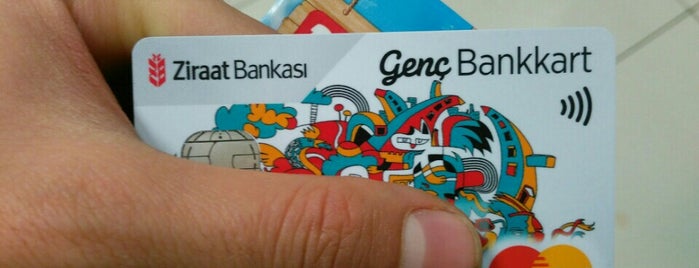 Ziraat Bankası
Genç Bankkart